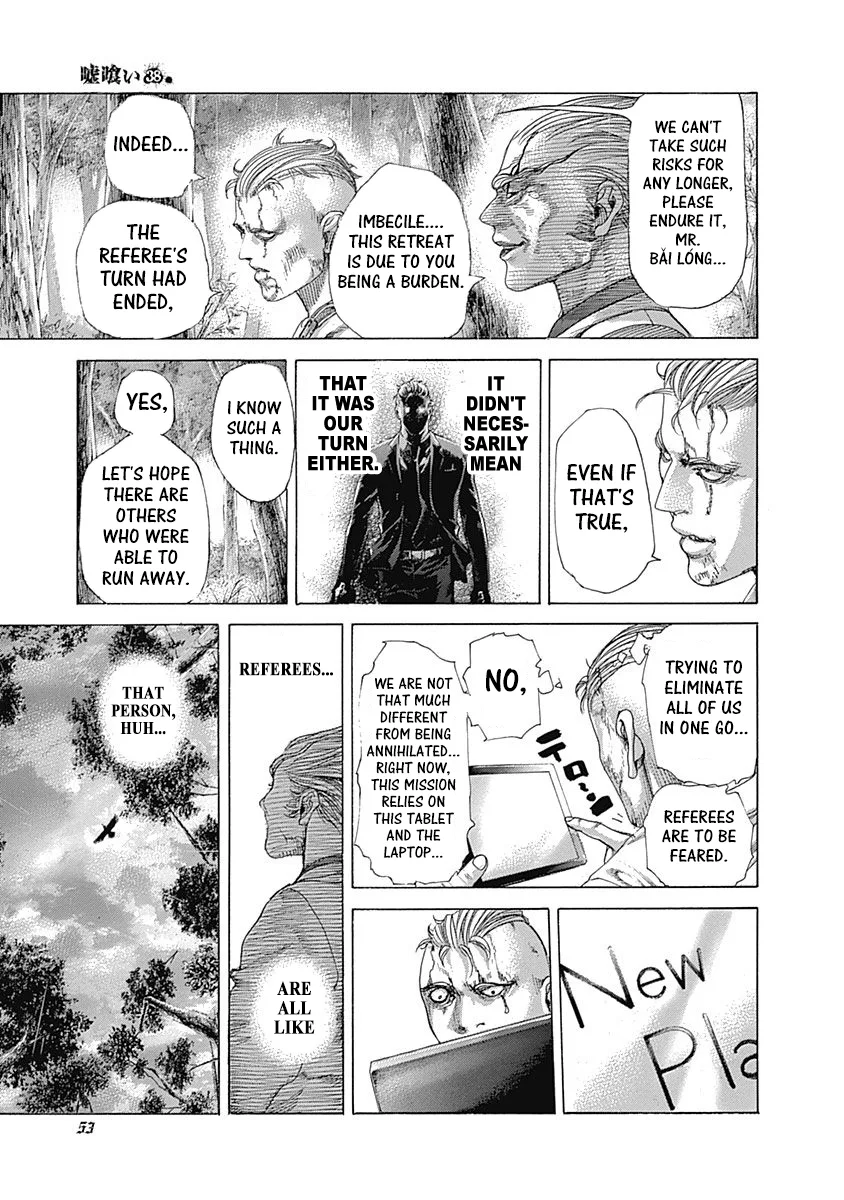 嘘喰い 38
WE CAN'T
TAKE SUCH
RISKS FOR
ANY LONGER,
PLEASE
ENDURE IT,
MR.
BǍI LÓNG...
IMBECILE....
THIS RETREAT
IS DUE TO YOU
BEING A BURDEN.
INDEED...
THE
REFEREE'S
TURN HAD
ENDED,
EVEN IF
THAT'S
TRUE,
IT
DIDN'T
NECES-
SARILY
MEAN
THAT
IT WAS
OUR
TURN
EITHER.
I KNOW
SUCH A
THING.
YES,
LET'S HOPE
THERE ARE
OTHERS
WHO WERE
ABLE TO
RUN AWAY.
TRYING TO
ELIMINATE
ALL OF US
IN ONE GO...
REFEREES
ARE TO BE
FEARED.
NO,
WE ARE NOT
THAT MUCH
DIFFERENT
FROM BEING
ANNIHILATED...
RIGHT NOW,
THIS MISSION
RELIES ON
THIS TABLET
AND THE
LAPTOP...
New
Pla
REFEREES...
ARE
ALL
LIKE
THAT
PERSON,
HUH...
53